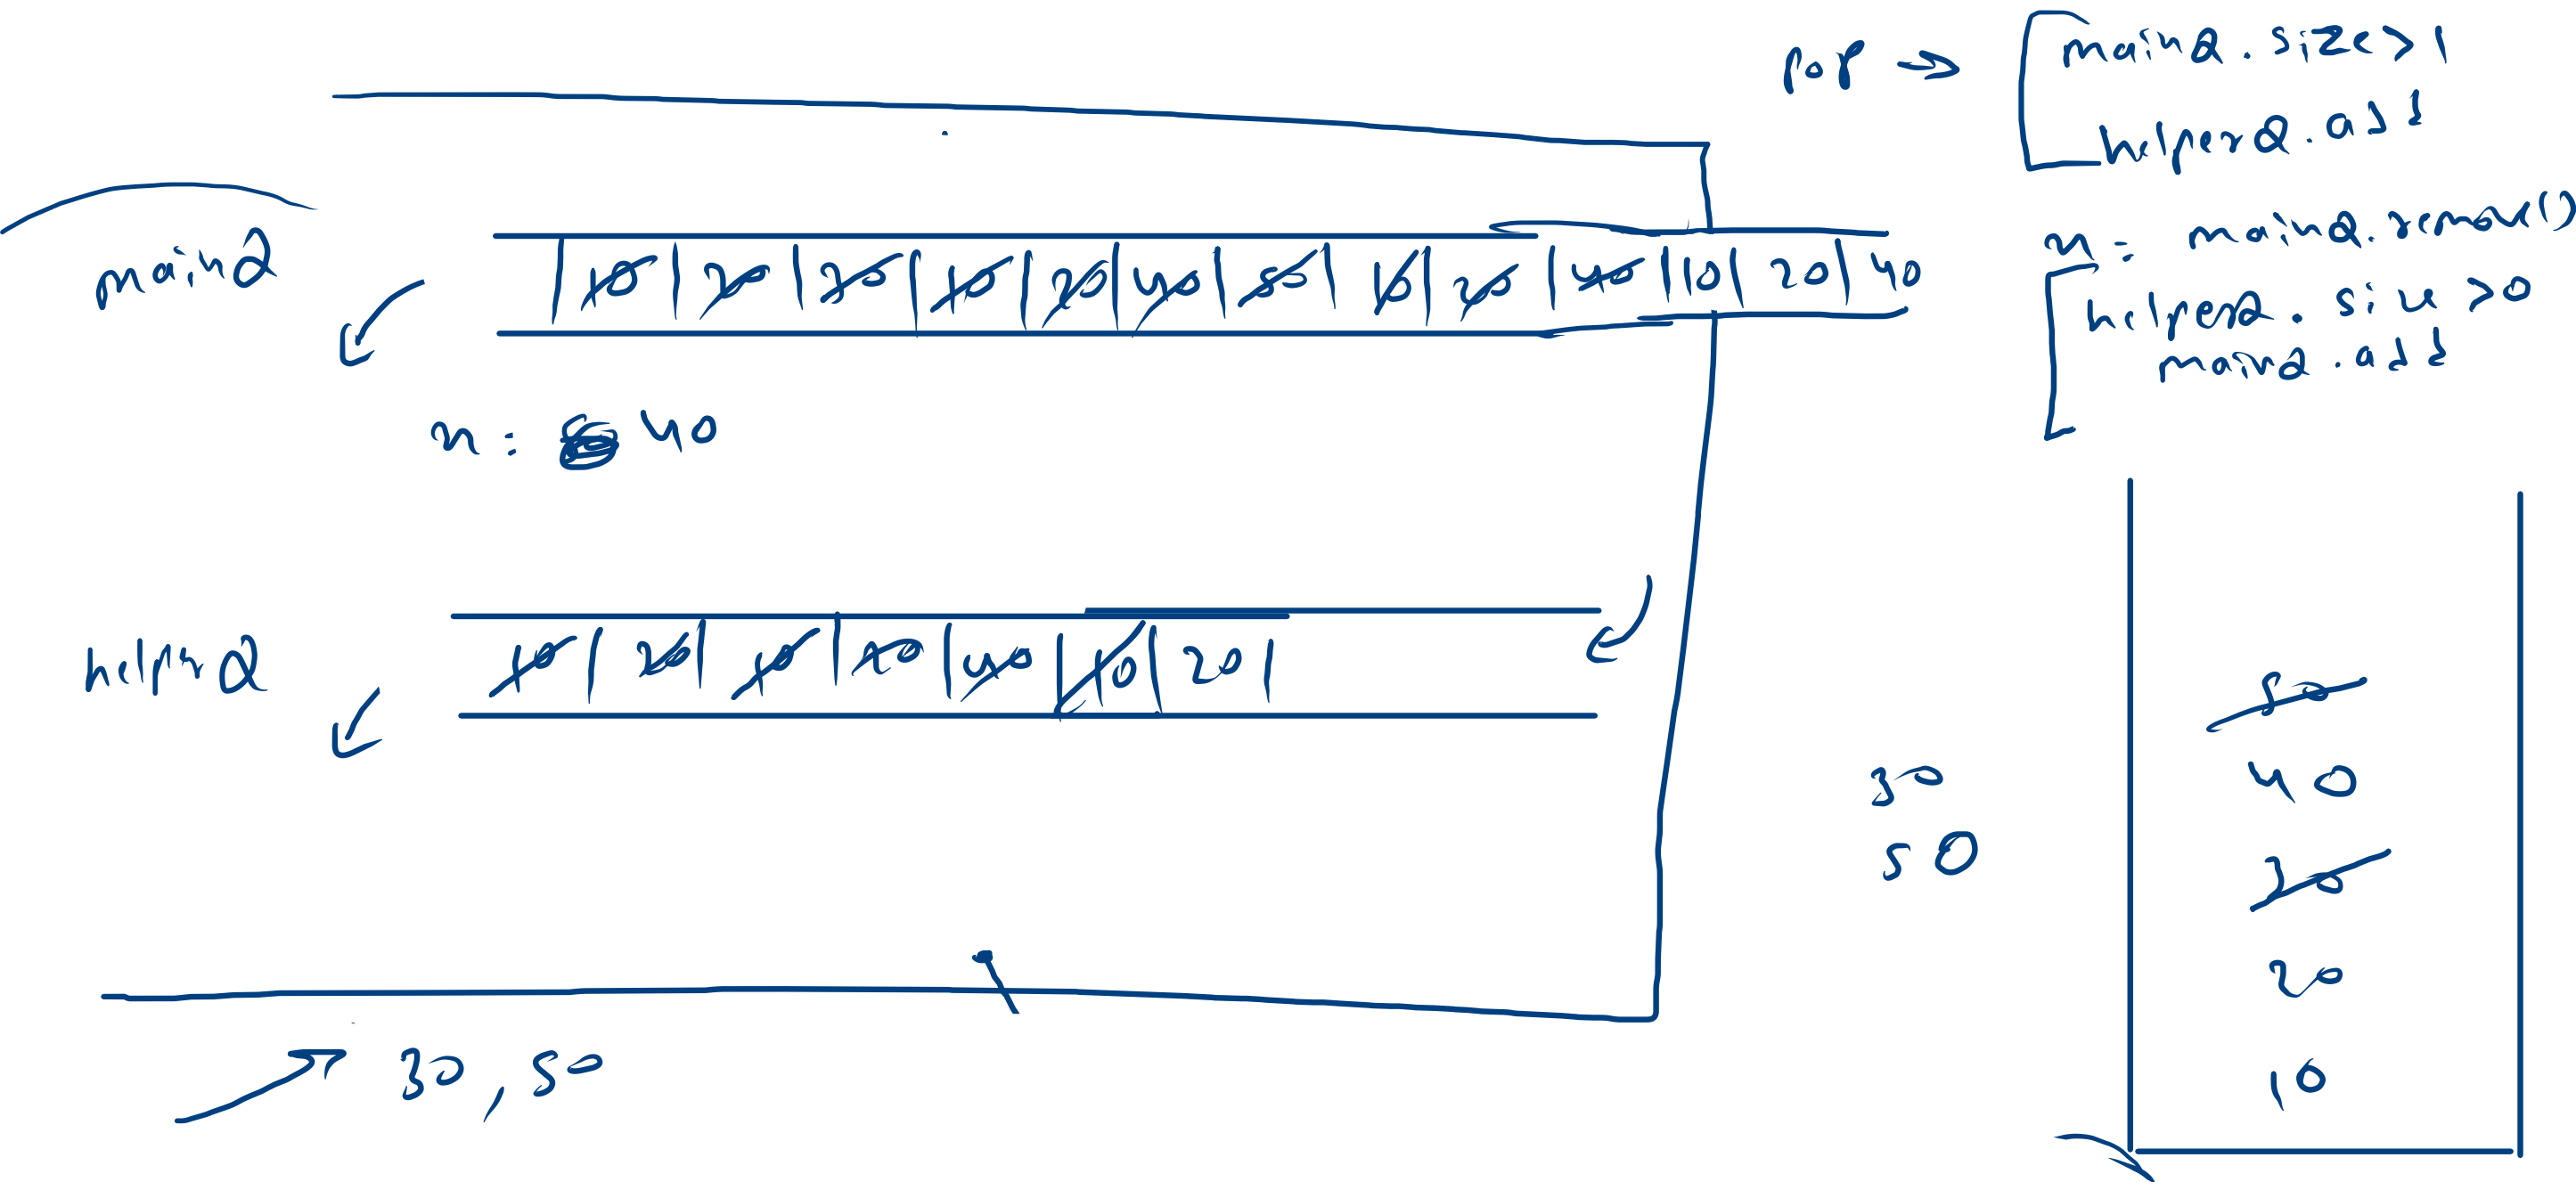 pop → mainQ.size>1
helperQ.add
n: mainQ.remove()
helperQ.size >0
mainQ.add
mainQ
10 | 20 | 30 | 10 | 20 | 40 | 50 | 10 | 20 | 40 | 10 | 20 | 40
n: 40
helperQ
10 | 20 | 10 | 20 | 40 | 10 | 20 |
30
50
50
40
30
20
10
30, 50